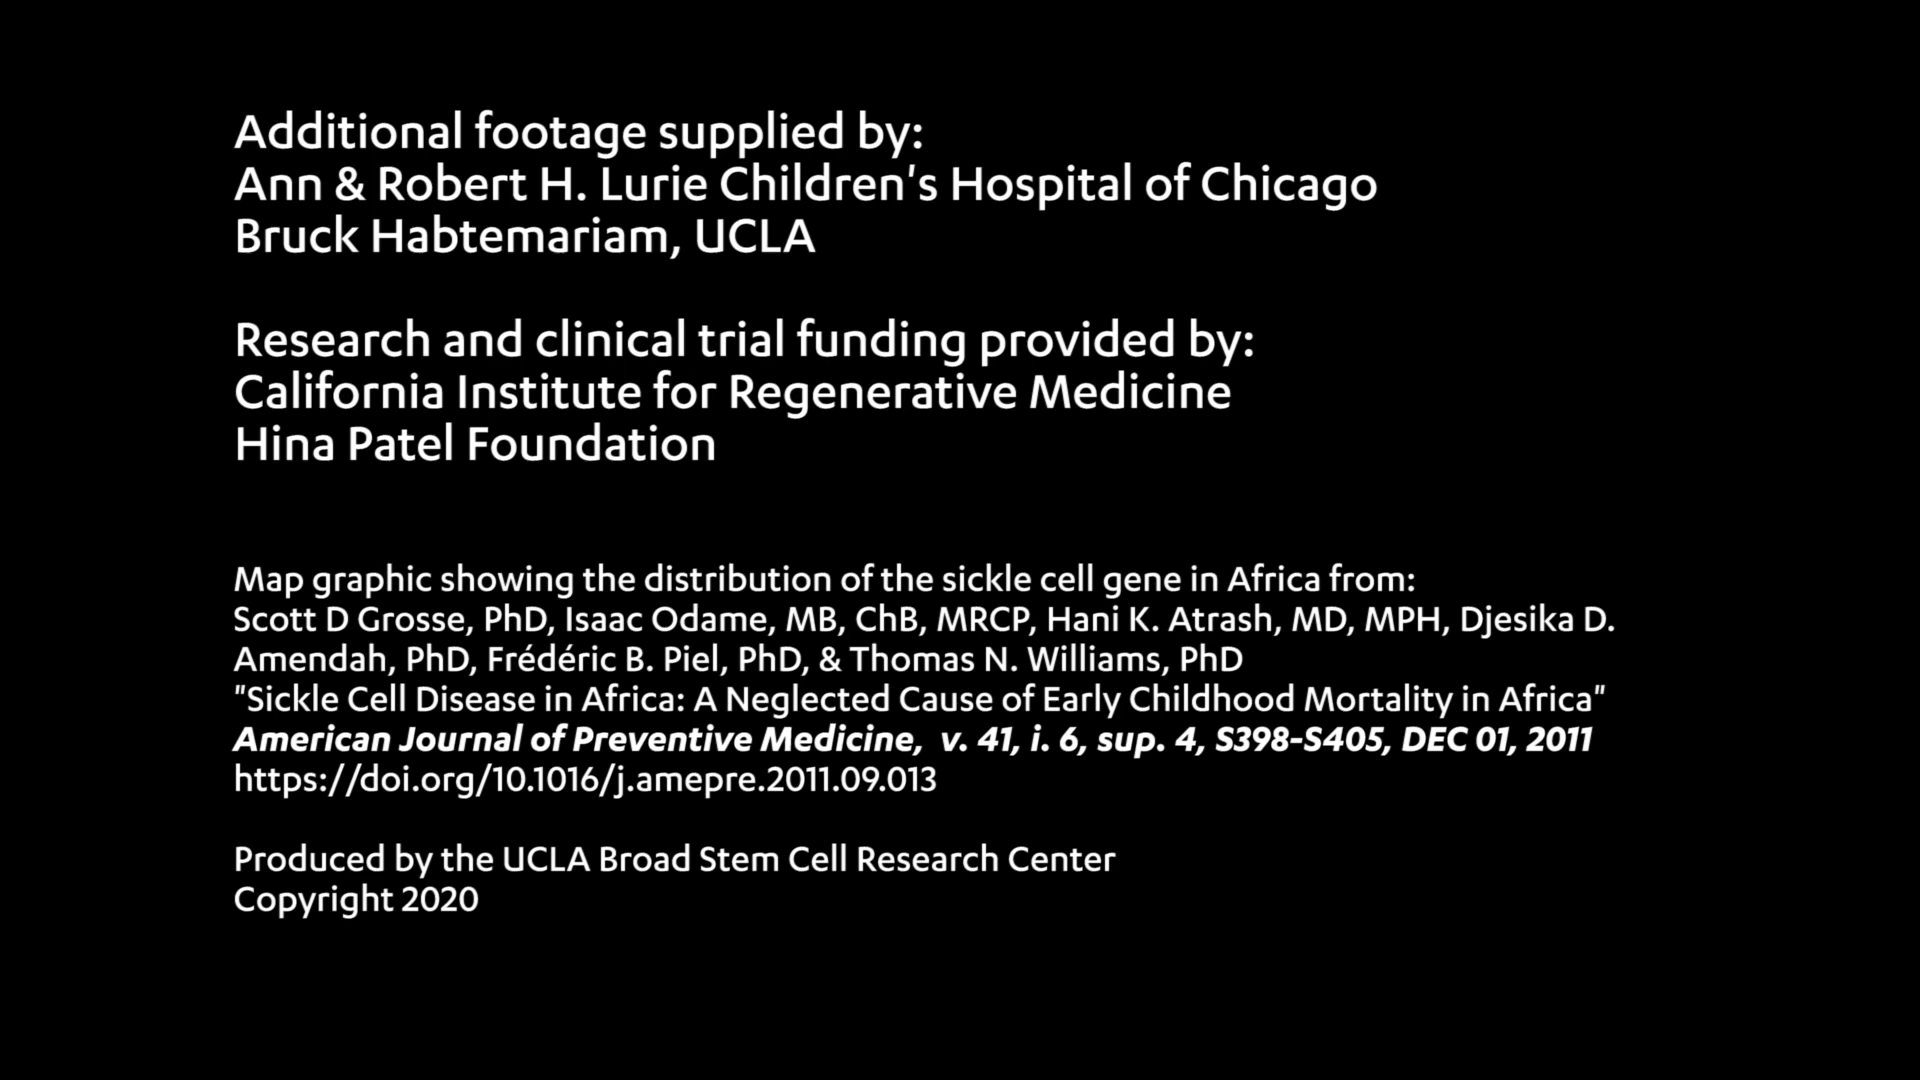 Additional footage supplied by:
Ann & Robert H. Lurie Children's Hospital of Chicago
Bruck Habtemariam, UCLA
Research and clinical trial funding provided by:
California Institute for Regenerative Medicine
Hina Patel Foundation
Map graphic showing the distribution of the sickle cell gene in Africa from:
Scott D Grosse, PhD, Isaac Odame, MB, ChB, MRCP, Hani K. Atrash, MD, MPH, Djesika D.
Amendah, PhD, Frédéric B. Piel, PhD, & Thomas N. Williams, PhD
"Sickle Cell Disease in Africa: A Neglected Cause of Early Childhood Mortality in Africa"
American Journal of Preventive Medicine,  v. 41, i. 6, sup. 4, S398-S405, DEC 01, 2011
https://doi.org/10.1016/j.amepre.2011.09.013
Produced by the UCLA Broad Stem Cell Research Center
Copyright 2020